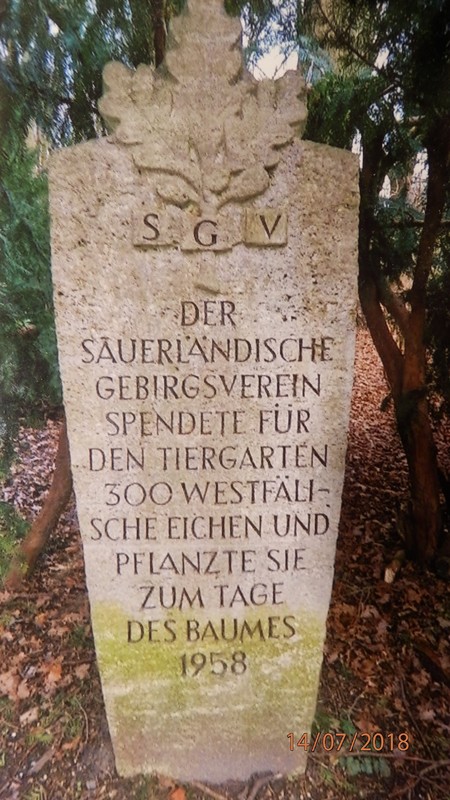 S G V
DER
SAUERLÄNDISCHE
GEBIRGSVEREIN
SPENDETE FÜR
DEN TIERGARTEN
300 WESTFÄLI-
SCHE EICHEN UND
PFLANZTE SIE
ZUM TAGE
DES BAUMES
1958
14/07/2018